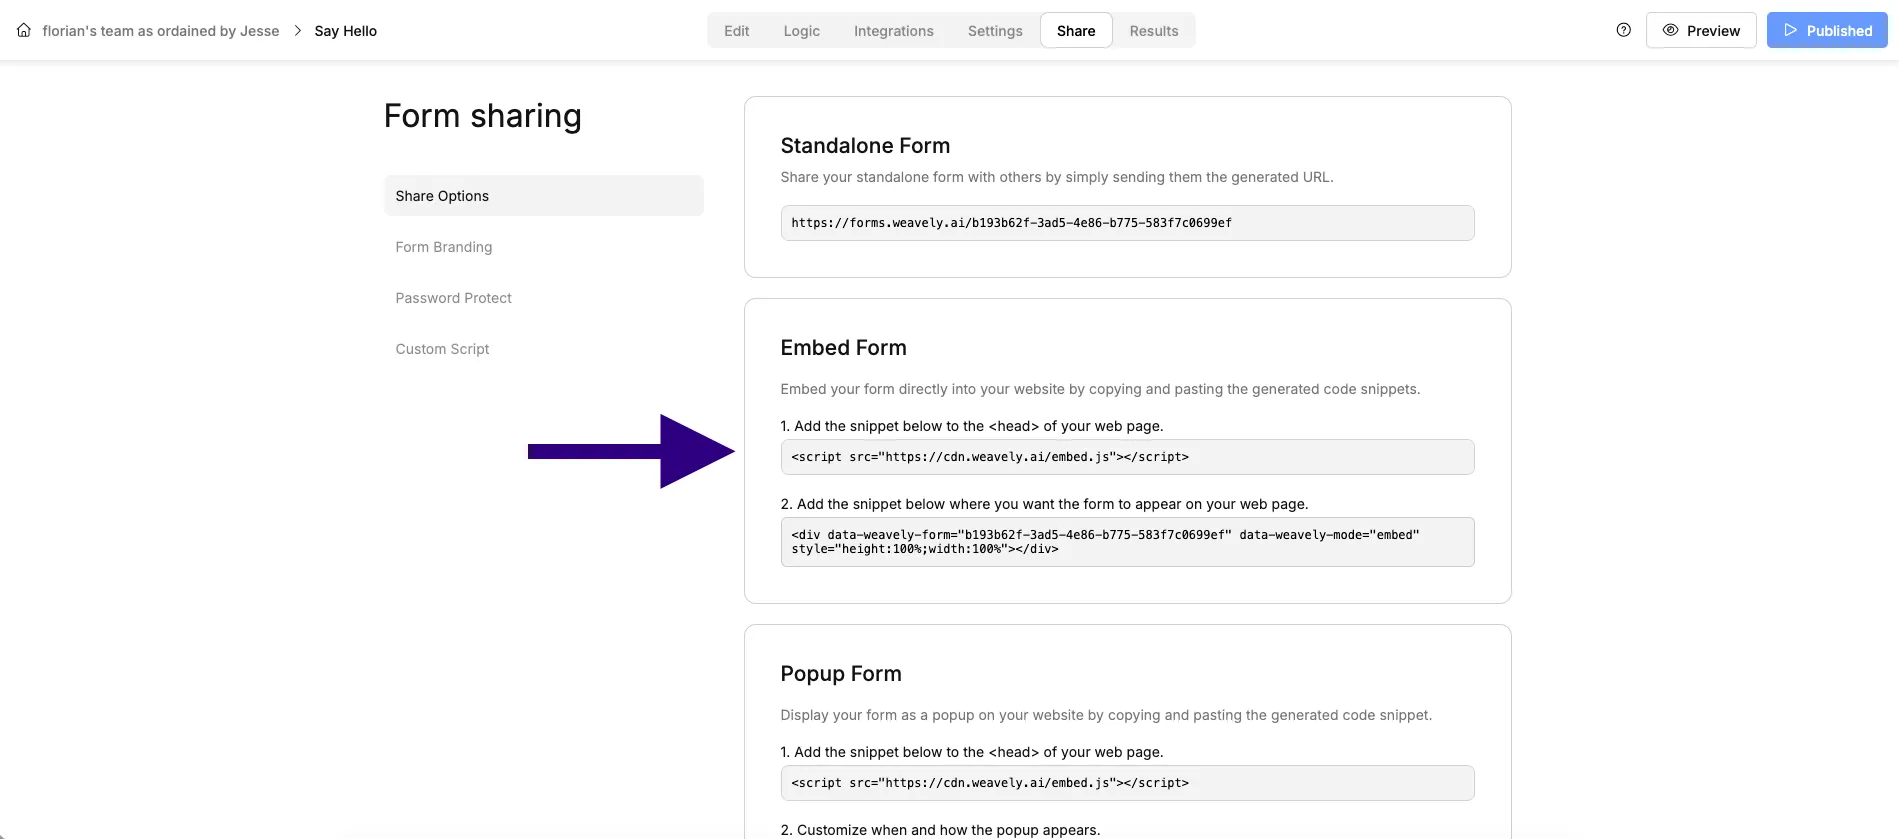 florian's team as ordained by Jesse > Say Hello
Edit Logic Integrations Settings Share Results
Preview Published
Form sharing
Share Options
Form Branding
Password Protect
Custom Script
Standalone Form
Share your standalone form with others by simply sending them the generated URL.
https://forms.weavely.ai/b193b62f-3ad5-4e86-b775-583f7c0699ef
Embed Form
Embed your form directly into your website by copying and pasting the generated code snippets.
1. Add the snippet below to the <head> of your web page.
<script src="https://cdn.weavely.ai/embed.js"></script>
2. Add the snippet below where you want the form to appear on your web page.
<div data-weavely-form="b193b62f-3ad5-4e86-b775-583f7c0699ef" data-weavely-mode="embed"
style="height:100%;width:100%"></div>
Popup Form
Display your form as a popup on your website by copying and pasting the generated code snippet.
1. Add the snippet below to the <head> of your web page.
<script src="https://cdn.weavely.ai/embed.js"></script>
2. Customize when and how the popup appears.